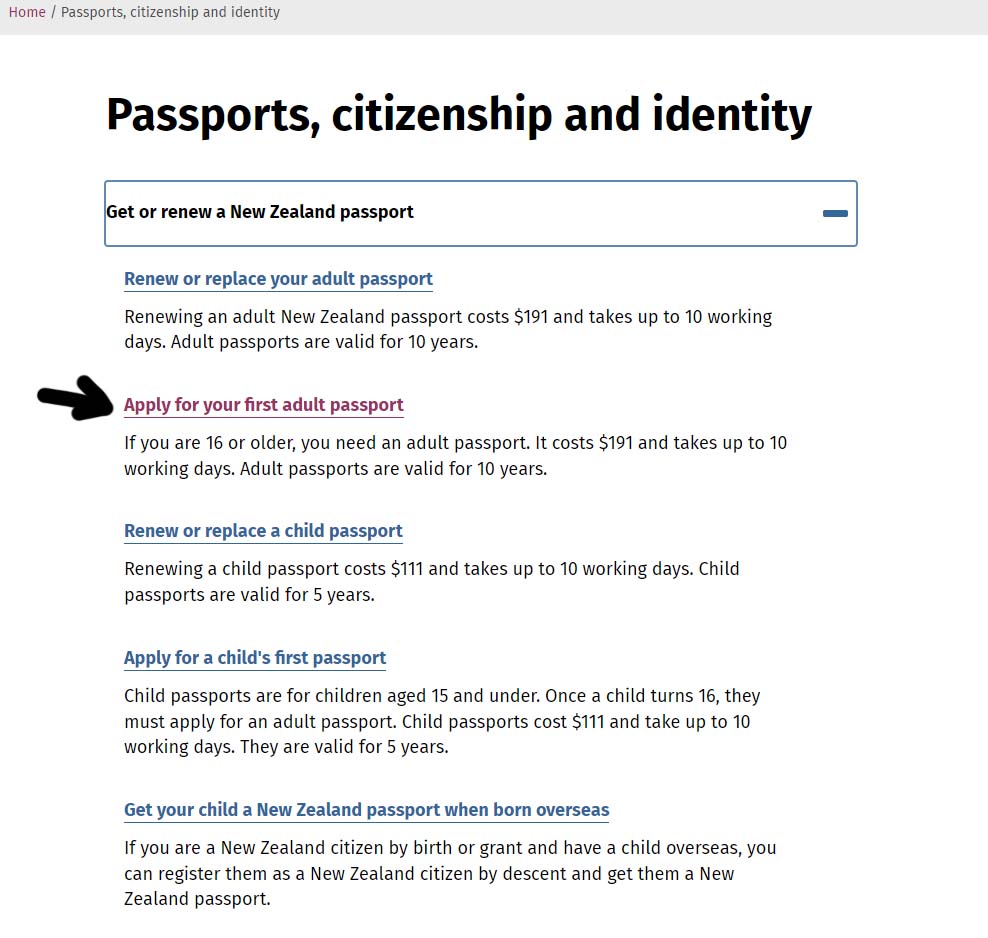 Home / Passports, citizenship and identity
Passports, citizenship and identity
Get or renew a New Zealand passport
Renew or replace your adult passport
Renewing an adult New Zealand passport costs $191 and takes up to 10 working
days. Adult passports are valid for 10 years.
Apply for your first adult passport
If you are 16 or older, you need an adult passport. It costs $191 and takes up to 10
working days. Adult passports are valid for 10 years.
Renew or replace a child passport
Renewing a child passport costs $111 and takes up to 10 working days. Child
passports are valid for 5 years.
Apply for a child's first passport
Child passports are for children aged 15 and under. Once a child turns 16, they
must apply for an adult passport. Child passports cost $111 and take up to 10
working days. They are valid for 5 years.
Get your child a New Zealand passport when born overseas
If you are a New Zealand citizen by birth or grant and have a child overseas, you
can register them as a New Zealand citizen by descent and get them a New
Zealand passport.